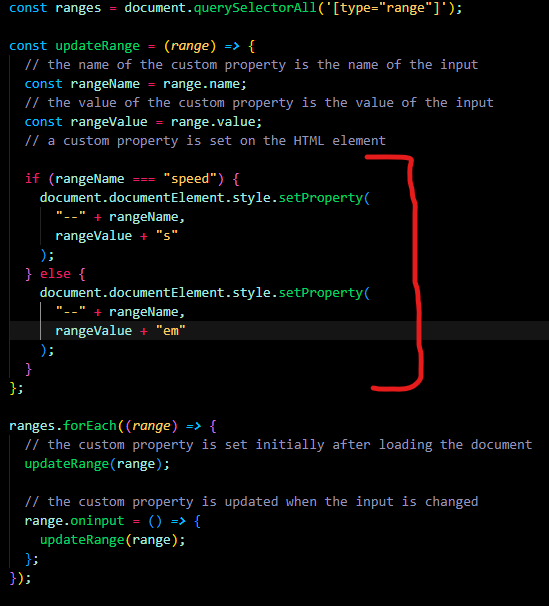 const ranges = document.querySelectorAll('[type="range"]');
const updateRange = (range) => {
// the name of the custom property is the name of the input
const rangeName = range.name;
// the value of the custom property is the value of the input
const rangeValue = range.value;
// a custom property is set on the HTML element
if (rangeName === "speed") {
document.documentElement.style.setProperty(
"--" + rangeName,
rangeValue + "s"
);
} else {
document.documentElement.style.setProperty(
"--" + rangeName,
rangeValue + "em"
);
}
};
ranges.forEach((range) => {
// the custom property is set initially after loading the document
updateRange(range);
// the custom property is updated when the input is changed
range.oninput = () => {
updateRange(range);
};
});